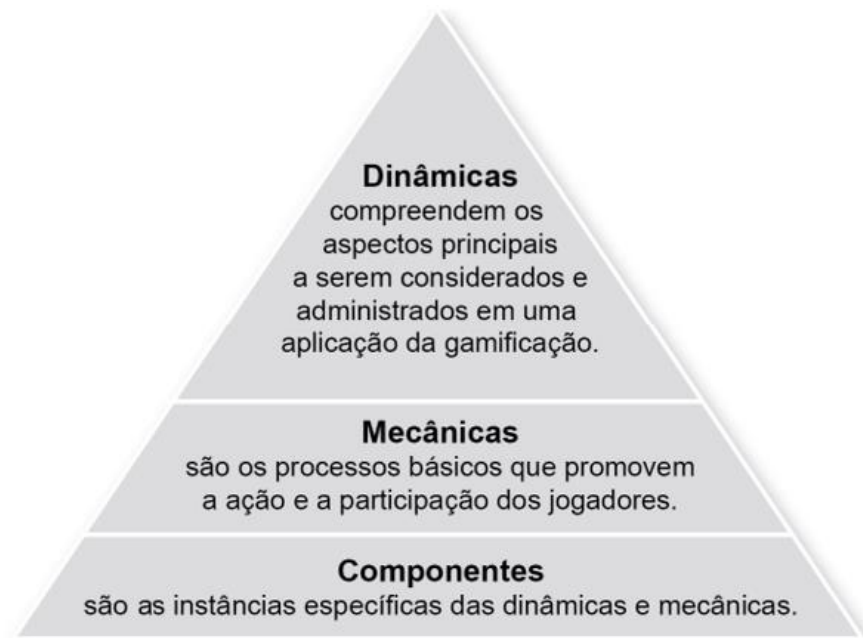 Dinâmicas
compreendem os
aspectos principais
a serem considerados e
administrados em uma
aplicação da gamificação.
Mecânicas
são os processos básicos que promovem
a ação e a participação dos jogadores.
Componentes
são as instâncias específicas das dinâmicas e mecânicas.